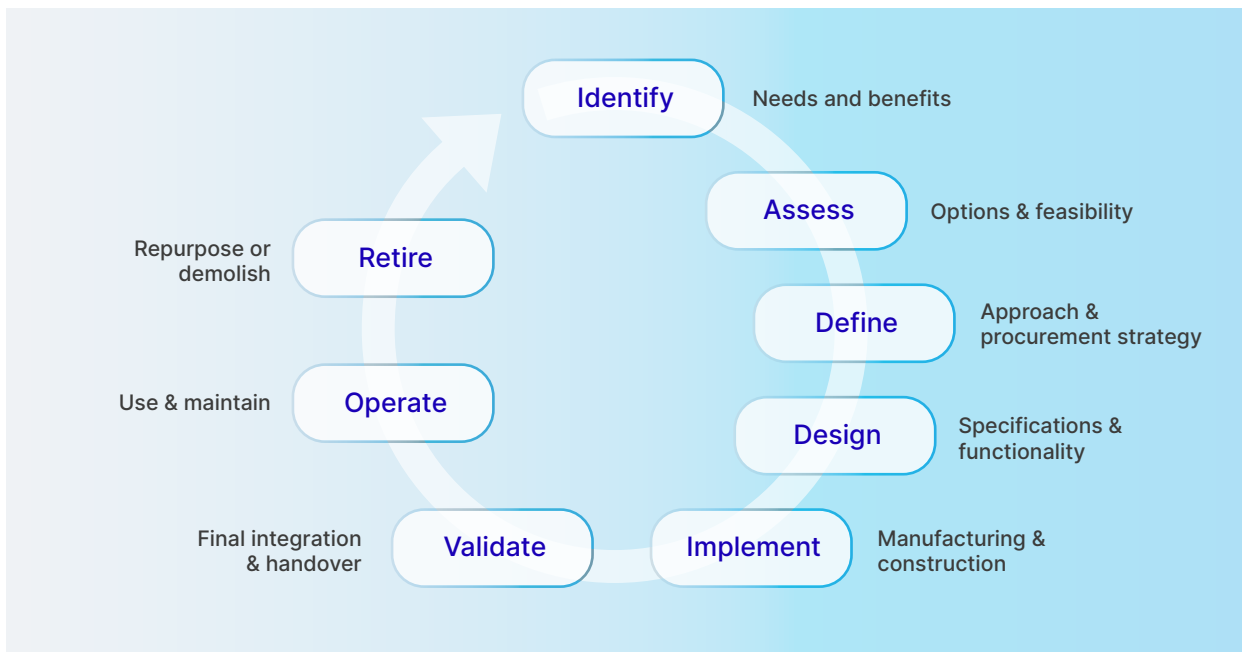 Identify
Needs and benefits
Assess
Options & feasibility
Define
Approach &
procurement strategy
Design
Specifications &
functionality
Implement
Manufacturing &
construction
Validate
Final integration
& handover
Operate
Use & maintain
Retire
Repurpose or
demolish